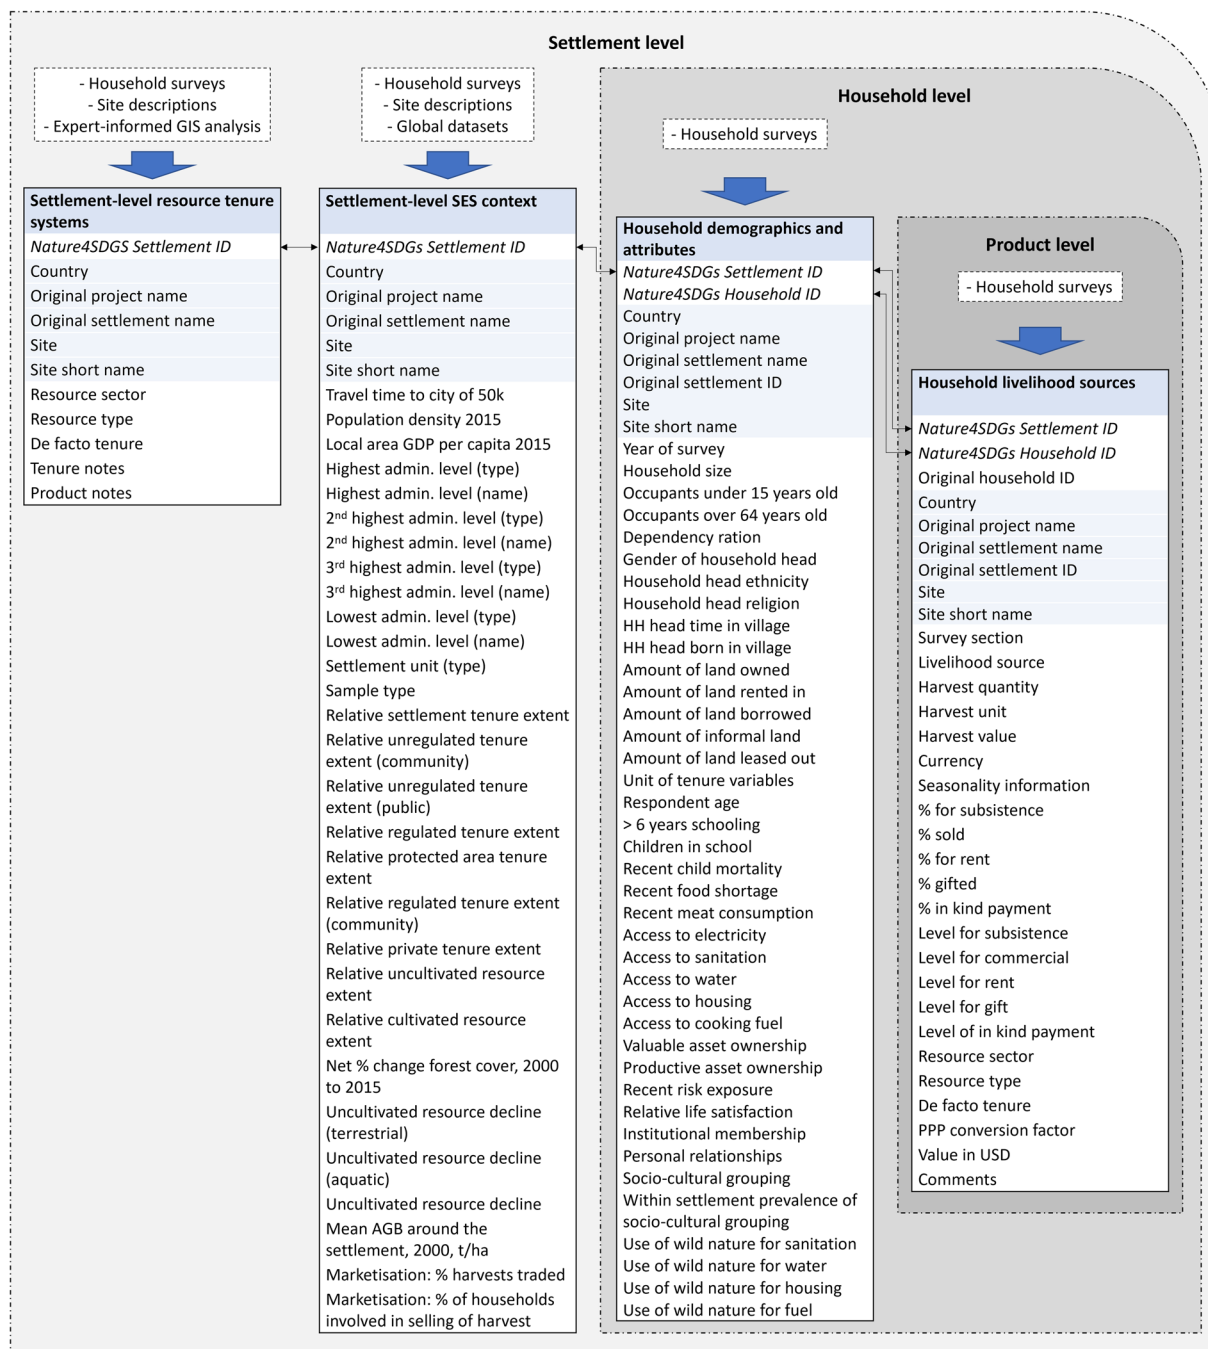 Settlement level
- Household surveys
- Site descriptions
- Expert-informed GIS analysis
Settlement-level resource tenure
systems
Nature4SDGS Settlement ID
Country
Original project name
Original settlement name
Site
Site short name
Resource sector
Resource type
De facto tenure
Tenure notes
Product notes
- Household surveys
- Site descriptions
- Global datasets
Settlement-level SES context
Nature4SDGs Settlement ID
Country
Original project name
Original settlement name
Site
Site short name
Travel time to city of 50k
Population density 2015
Local area GDP per capita 2015
Highest admin. level (type)
Highest admin. level (name)
2nd highest admin. level (type)
2nd highest admin. level (name)
3rd highest admin. level (type)
3rd highest admin. level (name)
Lowest admin. level (type)
Lowest admin. level (name)
Settlement unit (type)
Sample type
Relative settlement tenure extent
Relative unregulated tenure
extent (community)
Relative unregulated tenure
extent (public)
Relative regulated tenure extent
Relative protected area tenure
extent
Relative regulated tenure extent
(community)
Relative private tenure extent
Relative uncultivated resource
extent
Relative cultivated resource
extent
Net % change forest cover, 2000
to 2015
Uncultivated resource decline
(terrestrial)
Uncultivated resource decline
(aquatic)
Uncultivated resource decline
Mean AGB around the
settlement, 2000, t/ha
Marketisation: % harvests traded
Marketisation: % of households
involved in selling of harvest
Household level
- Household surveys
Household demographics and
attributes
Nature4SDGs Settlement ID
Nature4SDGs Household ID
Country
Original project name
Original settlement name
Original settlement ID
Site
Site short name
Year of survey
Household size
Occupants under 15 years old
Occupants over 64 years old
Dependency ration
Gender of household head
Household head ethnicity
Household head religion
HH head time in village
HH head born in village
Amount of land owned
Amount of land rented in
Amount of land borrowed
Amount of informal land
Amount of land leased out
Unit of tenure variables
Respondent age
> 6 years schooling
Children in school
Recent child mortality
Recent food shortage
Recent meat consumption
Access to electricity
Access to sanitation
Access to water
Access to housing
Access to cooking fuel
Valuable asset ownership
Productive asset ownership
Recent risk exposure
Relative life satisfaction
Institutional membership
Personal relationships
Socio-cultural grouping
Within settlement prevalence of
socio-cultural grouping
Use of wild nature for sanitation
Use of wild nature for water
Use of wild nature for housing
Use of wild nature for fuel
Product level
- Household surveys
Household livelihood sources
Nature4SDGs Settlement ID
Nature4SDGs Household ID
Original household ID
Country
Original project name
Original settlement name
Original settlement ID
Site
Site short name
Survey section
Livelihood source
Harvest quantity
Harvest unit
Harvest value
Currency
Seasonality information
% for subsistence
% sold
% for rent
% gifted
% in kind payment
Level for subsistence
Level for commercial
Level for rent
Level for gift
Level of in kind payment
Resource sector
Resource type
De facto tenure
PPP conversion factor
Value in USD
Comments